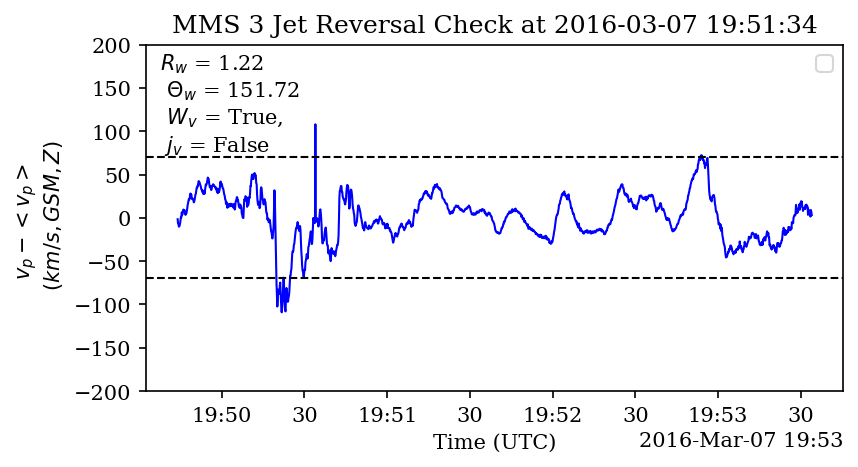 MMS 3 Jet Reversal Check at 2016-03-07 19:51:34
R_w = 1.22
Θ_w = 151.72
W_v = True,
j_v = False
v_p − < v_p >
(km/s, GSM, Z)
200
150
100
50
0
−50
−100
−150
−200
19:50 30 19:51 30 19:52 30 19:53 30
Time (UTC) 2016-Mar-07 19:53